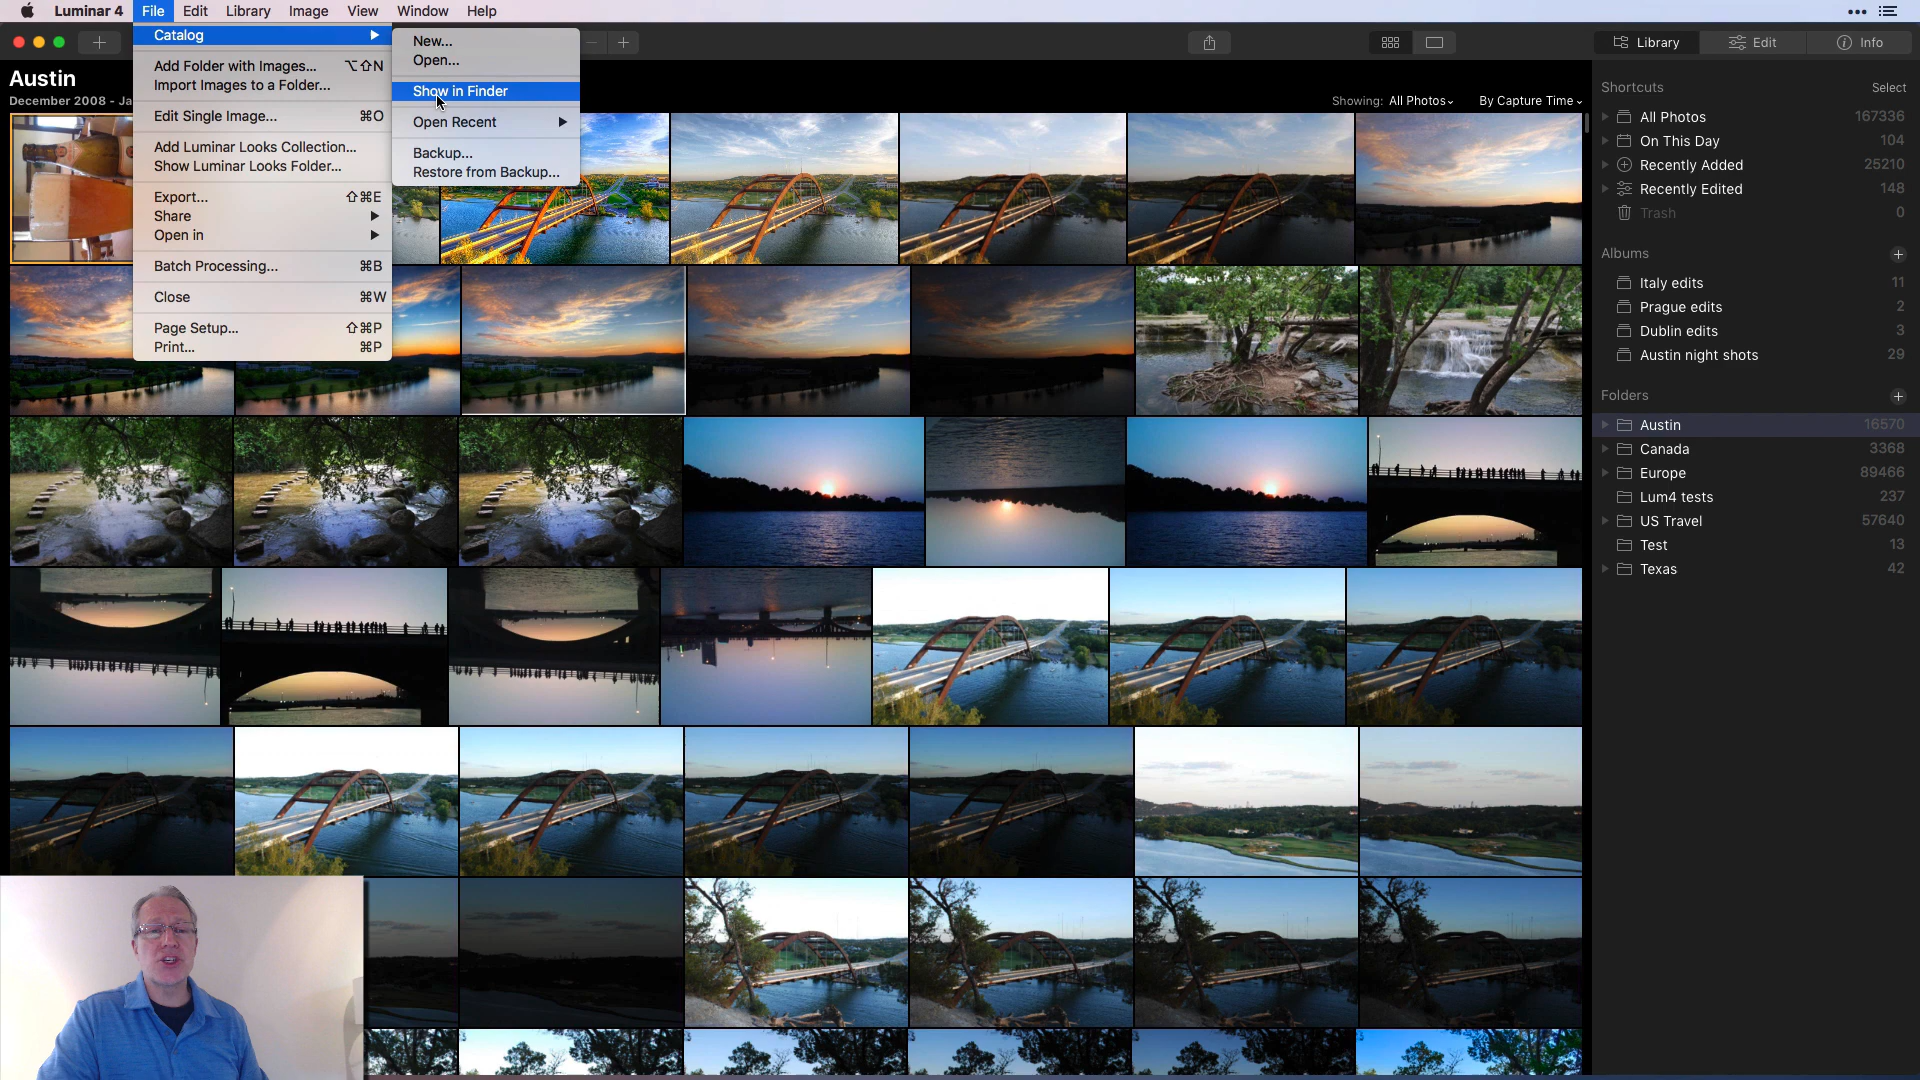 Luminar 4 File Edit Library Image View Window Help
Catalog
Add Folder with Images... ⌥⇧N
Import Images to a Folder...
Edit Single Image... ⌘O
Add Luminar Looks Collection...
Show Luminar Looks Folder...
Export... ⇧⌘E
Share
Open in
Batch Processing... ⌘B
Close ⌘W
Page Setup... ⇧⌘P
Print... ⌘P
New...
Open...
Show in Finder
Open Recent
Backup...
Restore from Backup...
Library Edit Info
Austin
December 2008 - Ja
Showing: All Photos By Capture Time
Shortcuts Select
All Photos 167336
On This Day 104
Recently Added 25210
Recently Edited 148
Trash 0
Albums
Italy edits 11
Prague edits 2
Dublin edits 3
Austin night shots 29
Folders
Austin 16570
Canada 3368
Europe 89466
Lum4 tests 237
US Travel 57640
Test 13
Texas 42